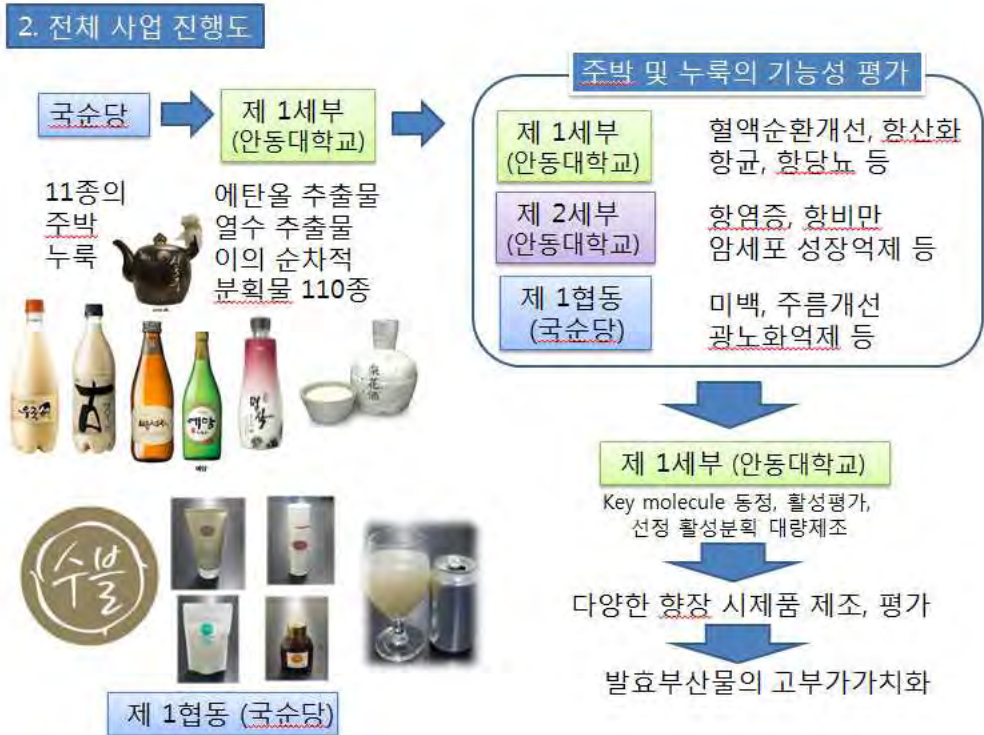 2. 전체 사업 진행도
국순당
제 1세부
(안동대학교)
11종의
주박
누룩
에탄올 추출물
열수 추출물
이의 순차적
분획물 110종
주박 및 누룩의 기능성 평가
제 1세부
(안동대학교)
혈액순환개선, 항산화
항균, 항당뇨 등
제 2세부
(안동대학교)
항염증, 항비만
암세포 성장억제 등
제 1협동
(국순당)
미백, 주름개선
광노화억제 등
제 1세부 (안동대학교)
Key molecule 동정, 활성평가,
선정 활성분획 대량제조
다양한 향장 시제품 제조, 평가
발효부산물의 고부가가치화
예담
梨花酒
수불
제 1협동 (국순당)